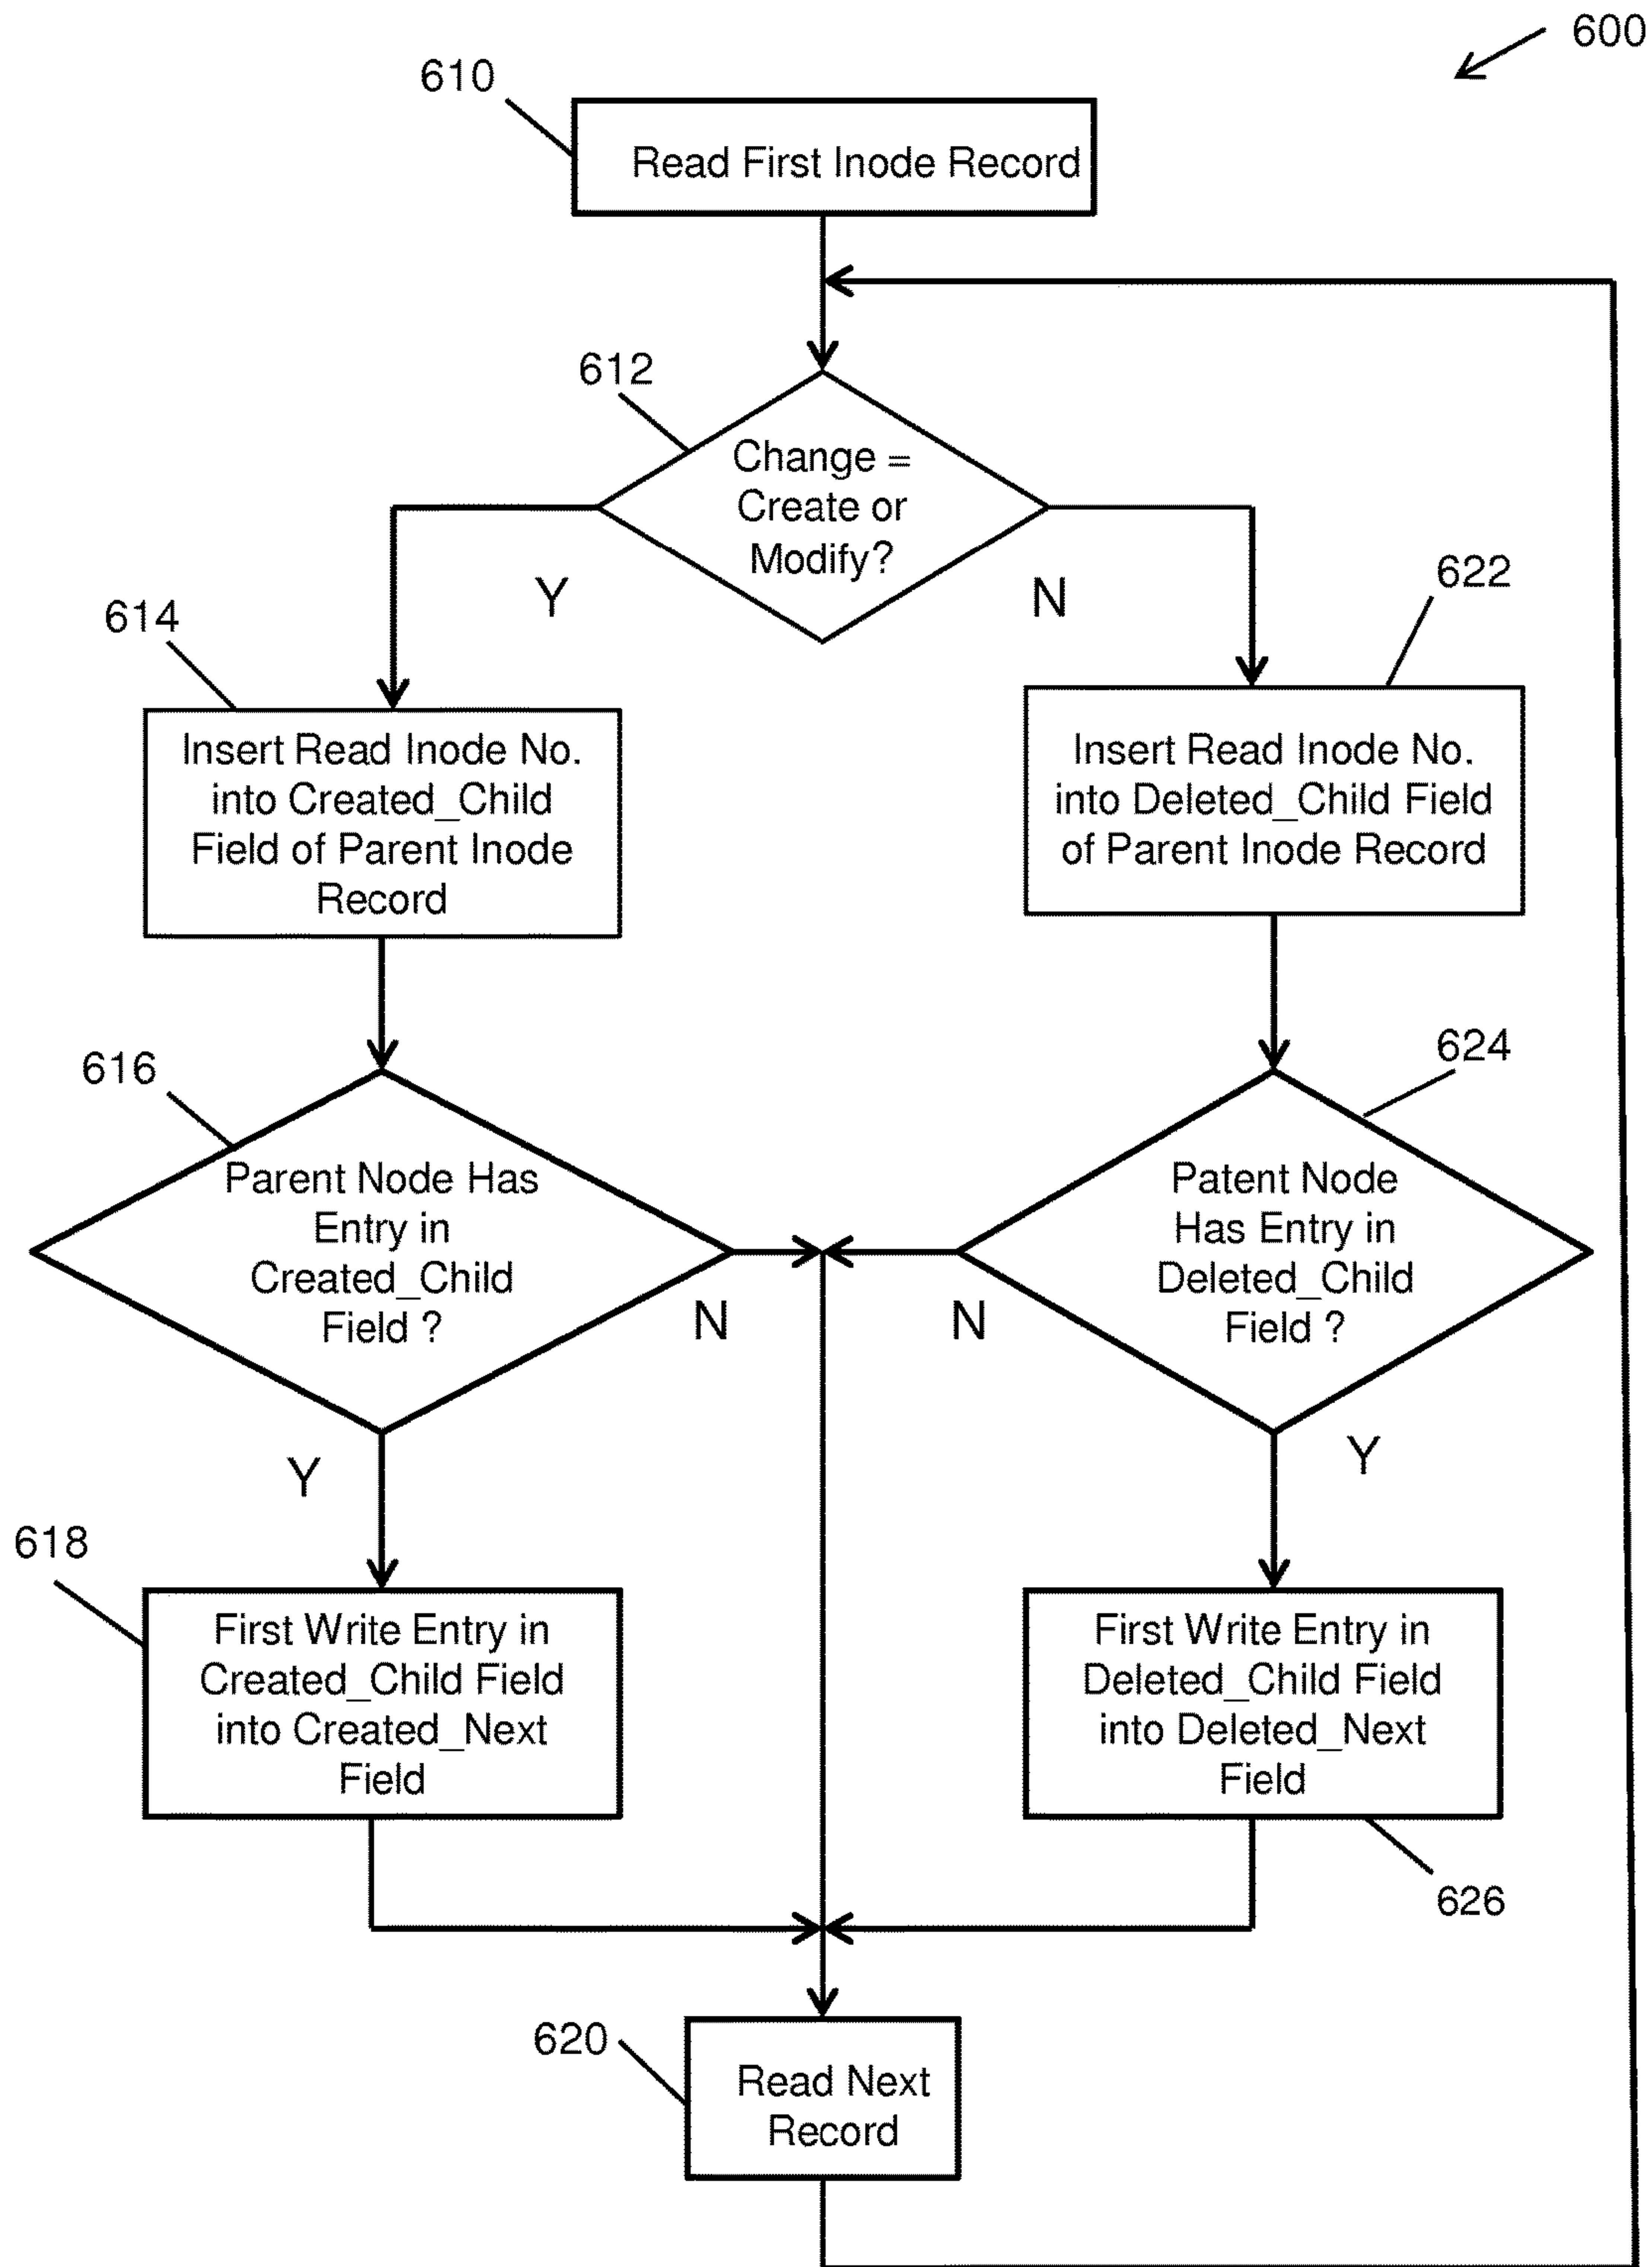 600
610
Read First Inode Record
612
Change =
Create or
Modify?
Y
N
614
Insert Read Inode No.
into Created_Child
Field of Parent Inode
Record
622
Insert Read Inode No.
into Deleted_Child Field
of Parent Inode Record
616
Parent Node Has
Entry in
Created_Child
Field ?
N
Y
624
Patent Node
Has Entry in
Deleted_Child
Field ?
N
Y
618
First Write Entry in
Created_Child Field
into Created_Next
Field
First Write Entry in
Deleted_Child Field
into Deleted_Next
Field
626
620
Read Next
Record